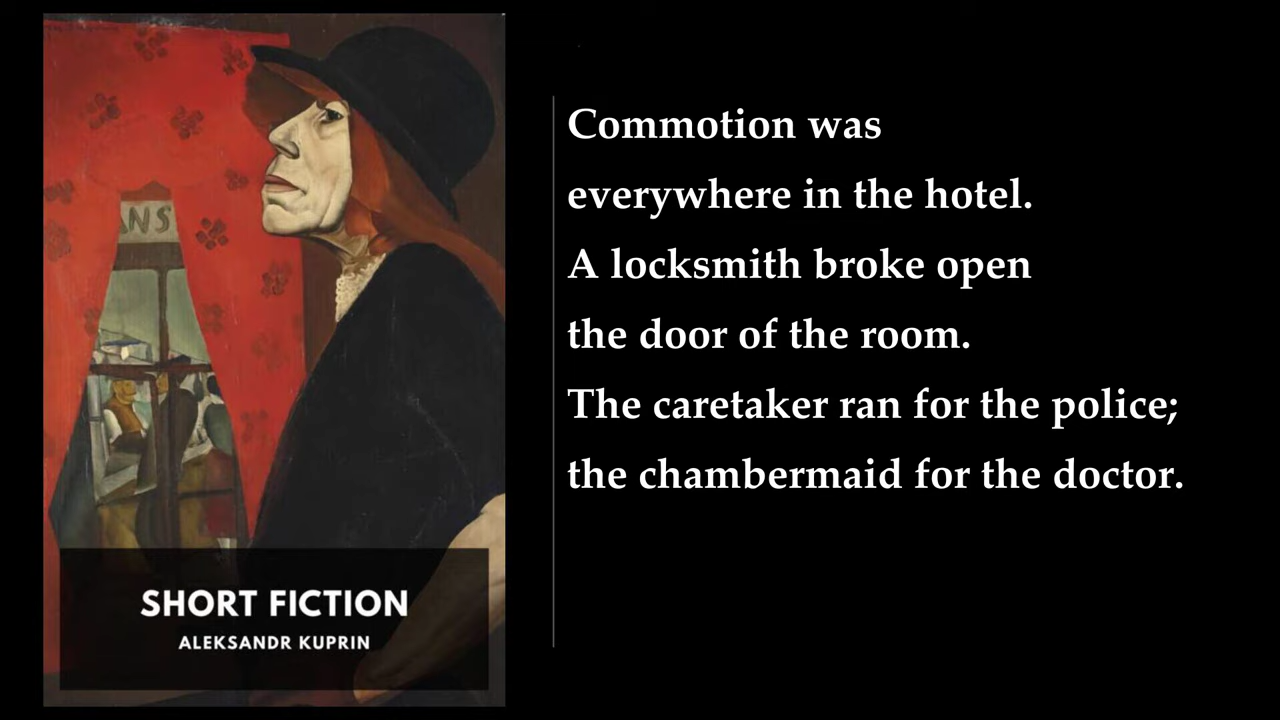 NS
SHORT FICTION
ALEKSANDR KUPRIN
Commotion was
everywhere in the hotel.
A locksmith broke open
the door of the room.
The caretaker ran for the police;
the chambermaid for the doctor.